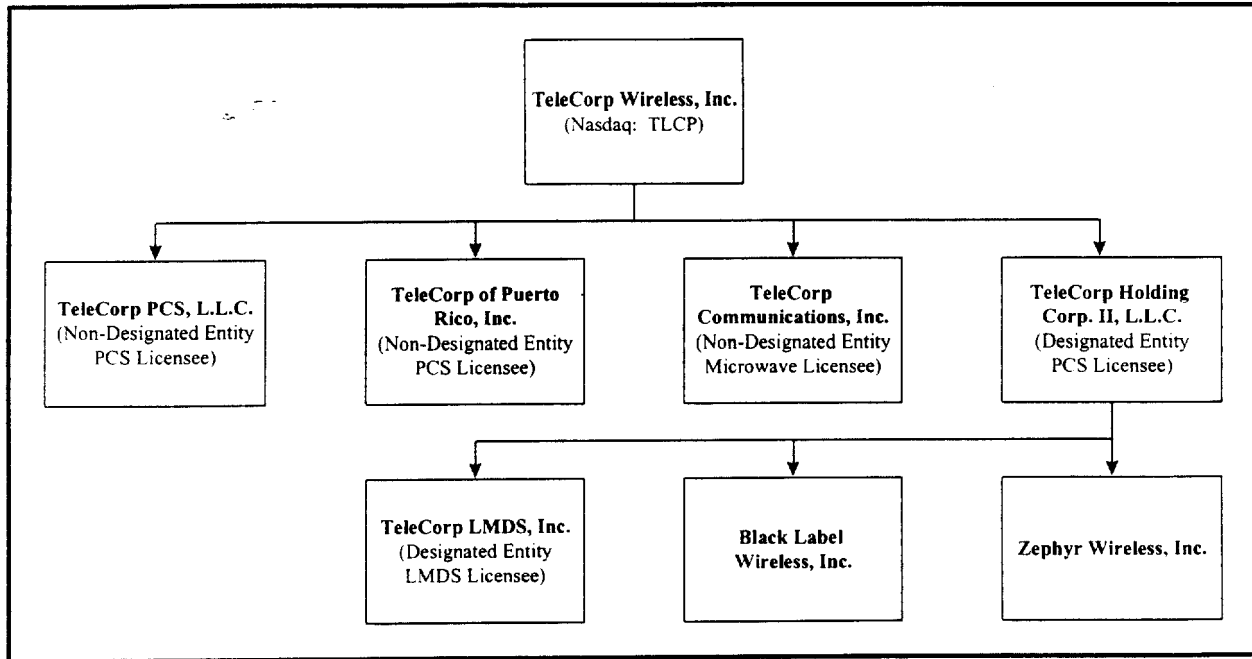 TeleCorp Wireless, Inc.
(Nasdaq: TLCP)
TeleCorp PCS, L.L.C.
(Non-Designated Entity
PCS Licensee)
TeleCorp of Puerto
Rico, Inc.
(Non-Designated Entity
PCS Licensee)
TeleCorp
Communications, Inc.
(Non-Designated Entity
Microwave Licensee)
TeleCorp Holding
Corp. II, L.L.C.
(Designated Entity
PCS Licensee)
TeleCorp LMDS, Inc.
(Designated Entity
LMDS Licensee)
Black Label
Wireless, Inc.
Zephyr Wireless, Inc.